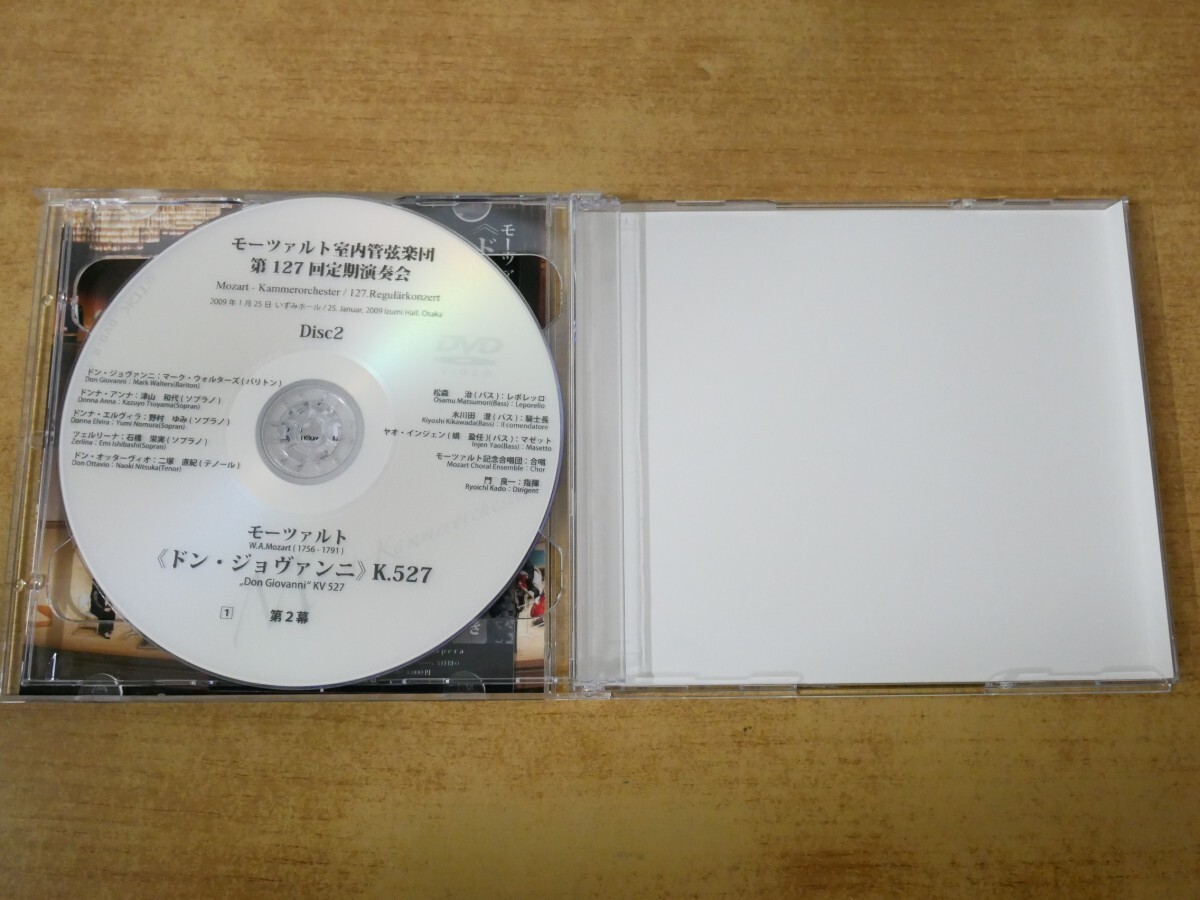 モーツァルト室内管弦楽団
第127回定期演奏会
Mozart - Kammerorchester / 127.Regulärkonzert
2009年1月25日 いずみホール / 25. Januar, 2009 Izumi Hall, Osaka
Disc2
DVD
VIDEO
ドン・ジョヴァンニ：マーク・ウォルターズ(バリトン)
Don Giovanni : Mark Walters(Bariton)
ドンナ・アンナ：津山 和代(ソプラノ)
Donna Anna : Kazuyo Tsuyama(Sopran)
ドンナ・エルヴィラ：野村 ゆみ(ソプラノ)
Donna Elvira : Yumi Nomura(Sopran)
ツェルリーナ：石橋 栄実(ソプラノ)
Zerlina : Emi Ishibashi(Sopran)
ドン・オッターヴィオ：二塚 直紀(テノール)
Don Ottavio : Naoki Nitsuka(Tenor)
松森 治(バス)：レポレッロ
Osamu Matsumori(Bass) : Leporello
木川田 澄(バス)：騎士長
Kiyoshi Kikawada(Bass) : il comendatore
ヤオ・インジェン(姚 盈任)(バス)：マゼット
Injen Yao(Bass) : Masetto
モーツァルト記念合唱団：合唱
Mozart Choral Ensemble : Chor
門 良一：指揮
Ryoichi Kado : Dirigent
モーツァルト
W.A.Mozart ( 1756 - 1791 )
《ドン・ジョヴァンニ》K.527
„Don Giovanni“ KV 527
1 第2幕
モーツァ
《ド
き
pera
STEREO